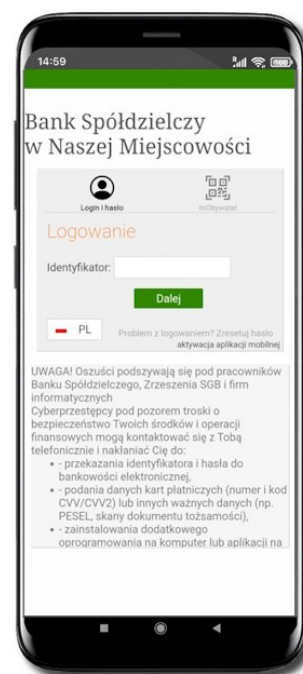 14:59
100
Bank Spółdzielczy
w Naszej Miejscowości
Login i hasło
mObywatel
Logowanie
Identyfikator:
Dalej
PL
Problem z logowaniem? Zresetuj hasło
aktywacja aplikacji mobilnej
UWAGA! Oszuści podszywają się pod pracowników
Banku Spółdzielczego, Zrzeszenia SGB i firm
informatycznych
Cyberprzestępcy pod pozorem troski o
bezpieczeństwo Twoich środków i operacji
finansowych mogą kontaktować się z Tobą
telefonicznie i nakłaniać Cię do:
• - przekazania identyfikatora i hasła do
bankowości elektronicznej,
• - podania danych kart płatniczych (numer i kod
CVV/CVV2) lub innych ważnych danych (np.
PESEL, skany dokumentu tożsamości),
• - zainstalowania dodatkowego
oprogramowania na komputer lub aplikacji na